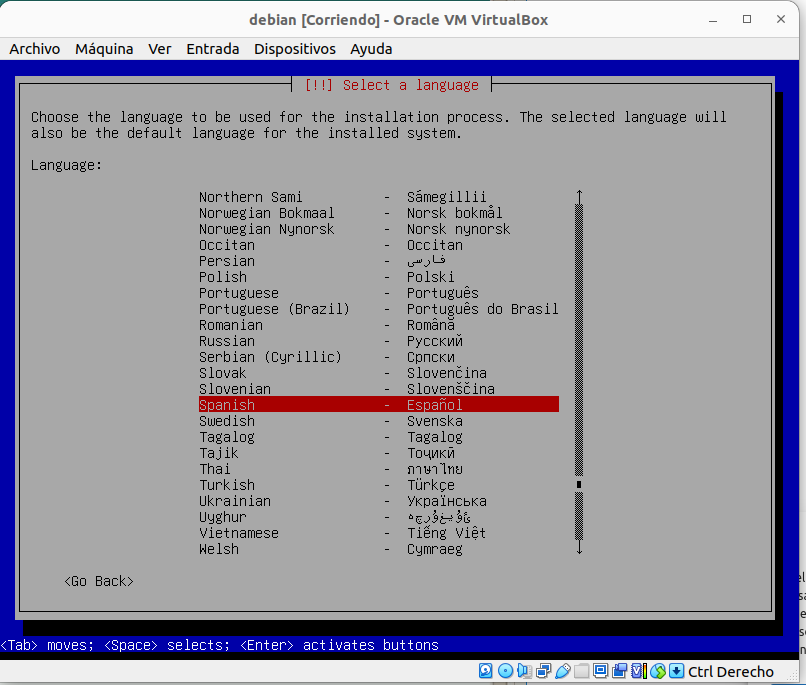 debian [Corriendo] - Oracle VM VirtualBox
Archivo Máquina Ver Entrada Dispositivos Ayuda
[!!] Select a language
Choose the language to be used for the installation process. The selected language will
also be the default language for the installed system.
Language:
Northern Sami - Sámegillii
Norwegian Bokmaal - Norsk bokmål
Norwegian Nynorsk - Norsk nynorsk
Occitan - Occitan
Persian - فارسی
Polish - Polski
Portuguese - Português
Portuguese (Brazil) - Português do Brasil
Romanian - Română
Russian - Русский
Serbian (Cyrillic) - Српски
Slovak - Slovenčina
Slovenian - Slovenščina
Spanish - Español
Swedish - Svenska
Tagalog - Tagalog
Tajik - Тоҷикӣ
Thai - ภาษาไทย
Turkish - Türkçe
Ukrainian - Українська
Uyghur - ئۇيغۇرچە
Vietnamese - Tiếng Việt
Welsh - Cymraeg
<Go Back>
<Tab> moves; <Space> selects; <Enter> activates buttons
Ctrl Derecho